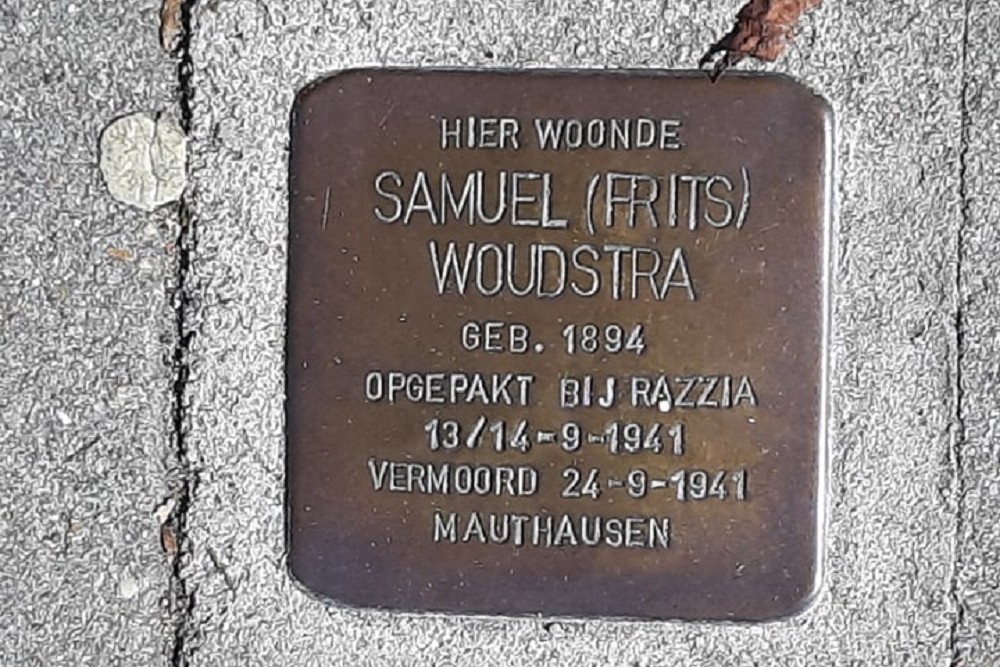 HIER WOONDE
SAMUEL (FRITS)
WOUDSTRA
GEB. 1894
OPGEPAKT BIJ RAZZIA
13/14-9-1941
VERMOORD 24-9-1941
MAUTHAUSEN